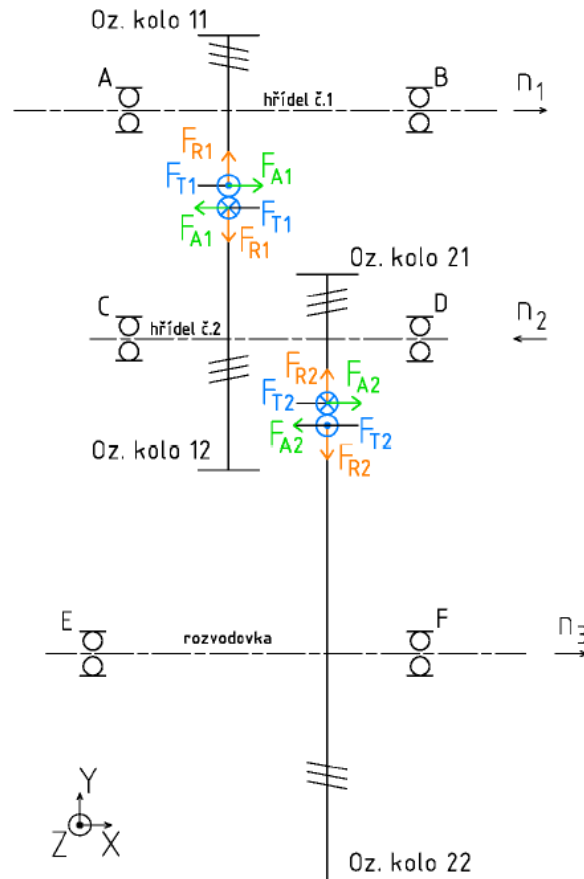 Oz. kolo 11
A
B
hřídel č.1
n1
FR1
FT1
FA1
FA1
FT1
FR1
Oz. kolo 21
C
D
hřídel č.2
n2
FR2
FA2
FT2
FA2
FT2
Oz. kolo 12
FR2
E
F
rozvodovka
n3
Y
Z
X
Oz. kolo 22